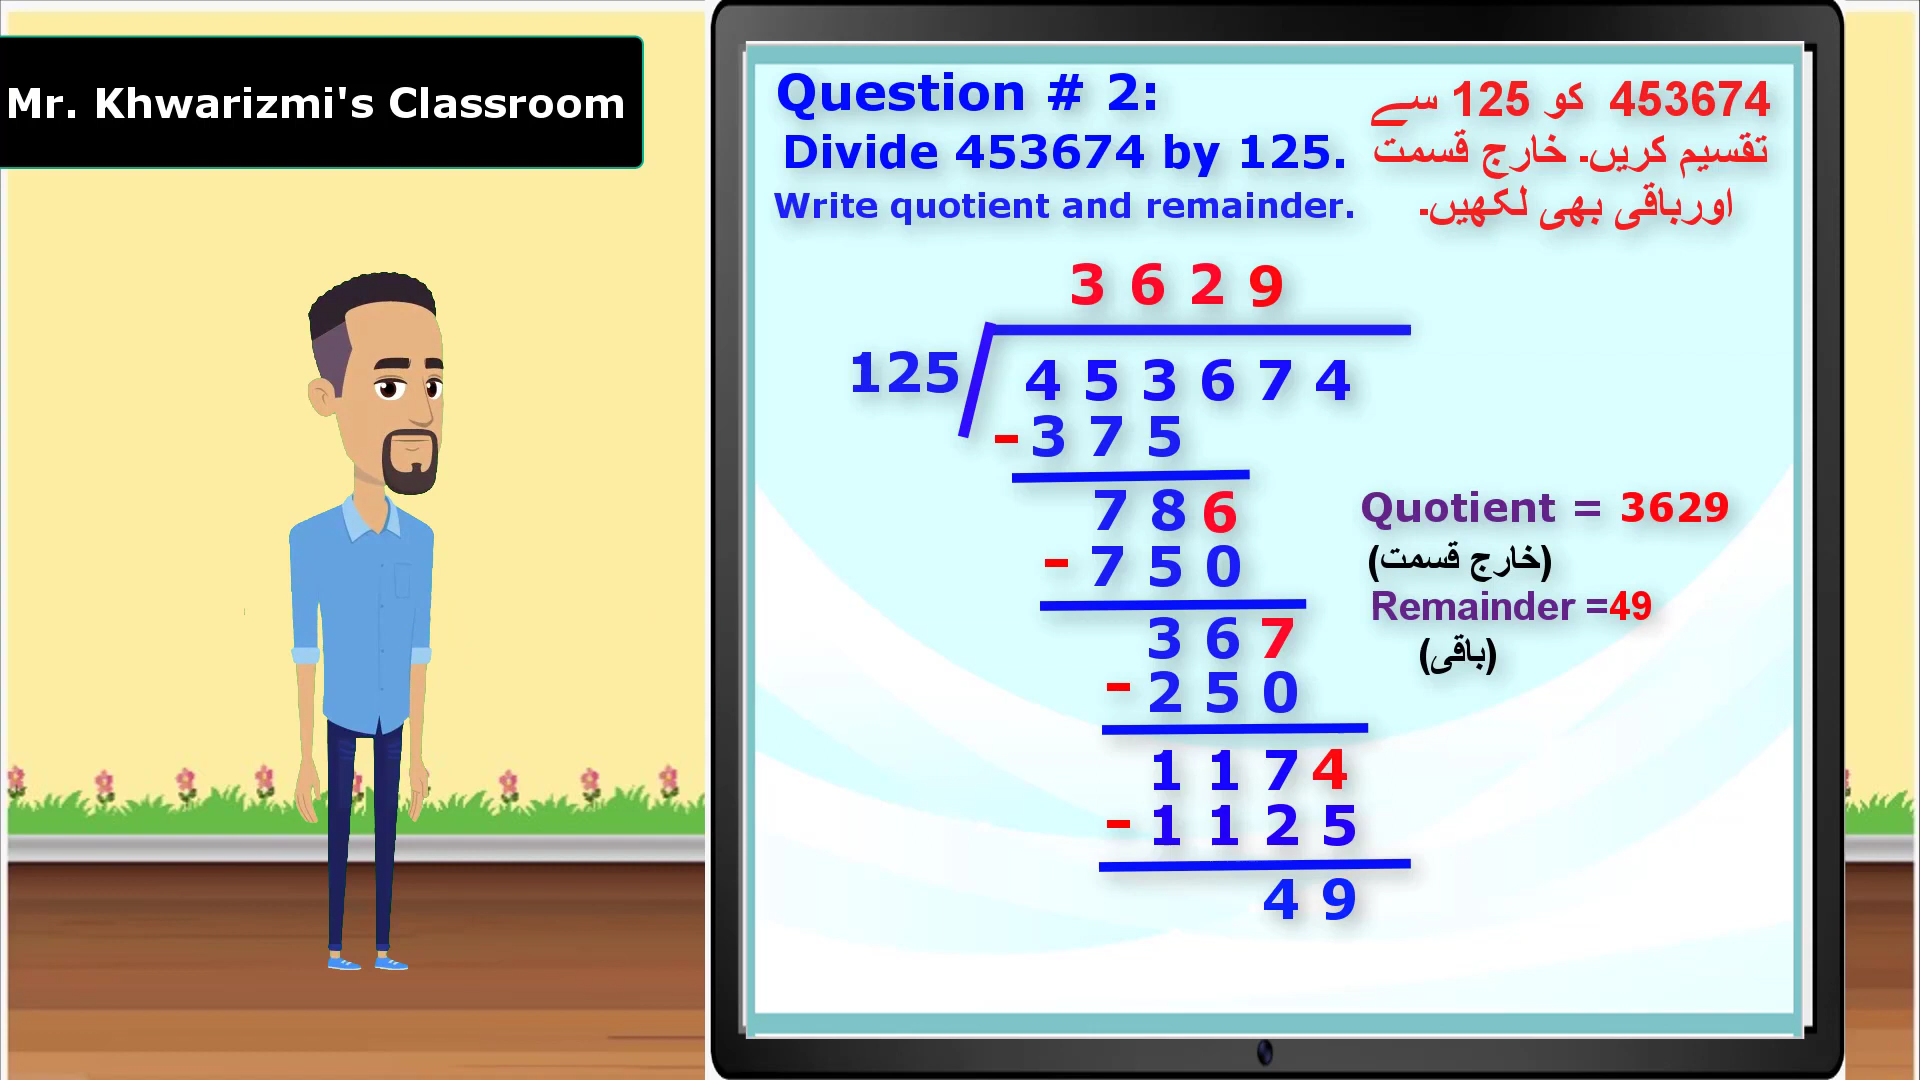 Mr. Khwarizmi's Classroom
Question # 2:
Divide 453674 by 125.
Write quotient and remainder.
453674 کو 125 سے
تقسیم کریں۔ خارج قسمت
اورباقی بھی لکھیں۔
3 6 2 9
125
4 5 3 6 7 4
- 3 7 5
7 8 6
- 7 5 0
3 6 7
- 2 5 0
1 1 7 4
- 1 1 2 5
4 9
Quotient = 3629
(خارج قسمت)
Remainder =49
(باقی)